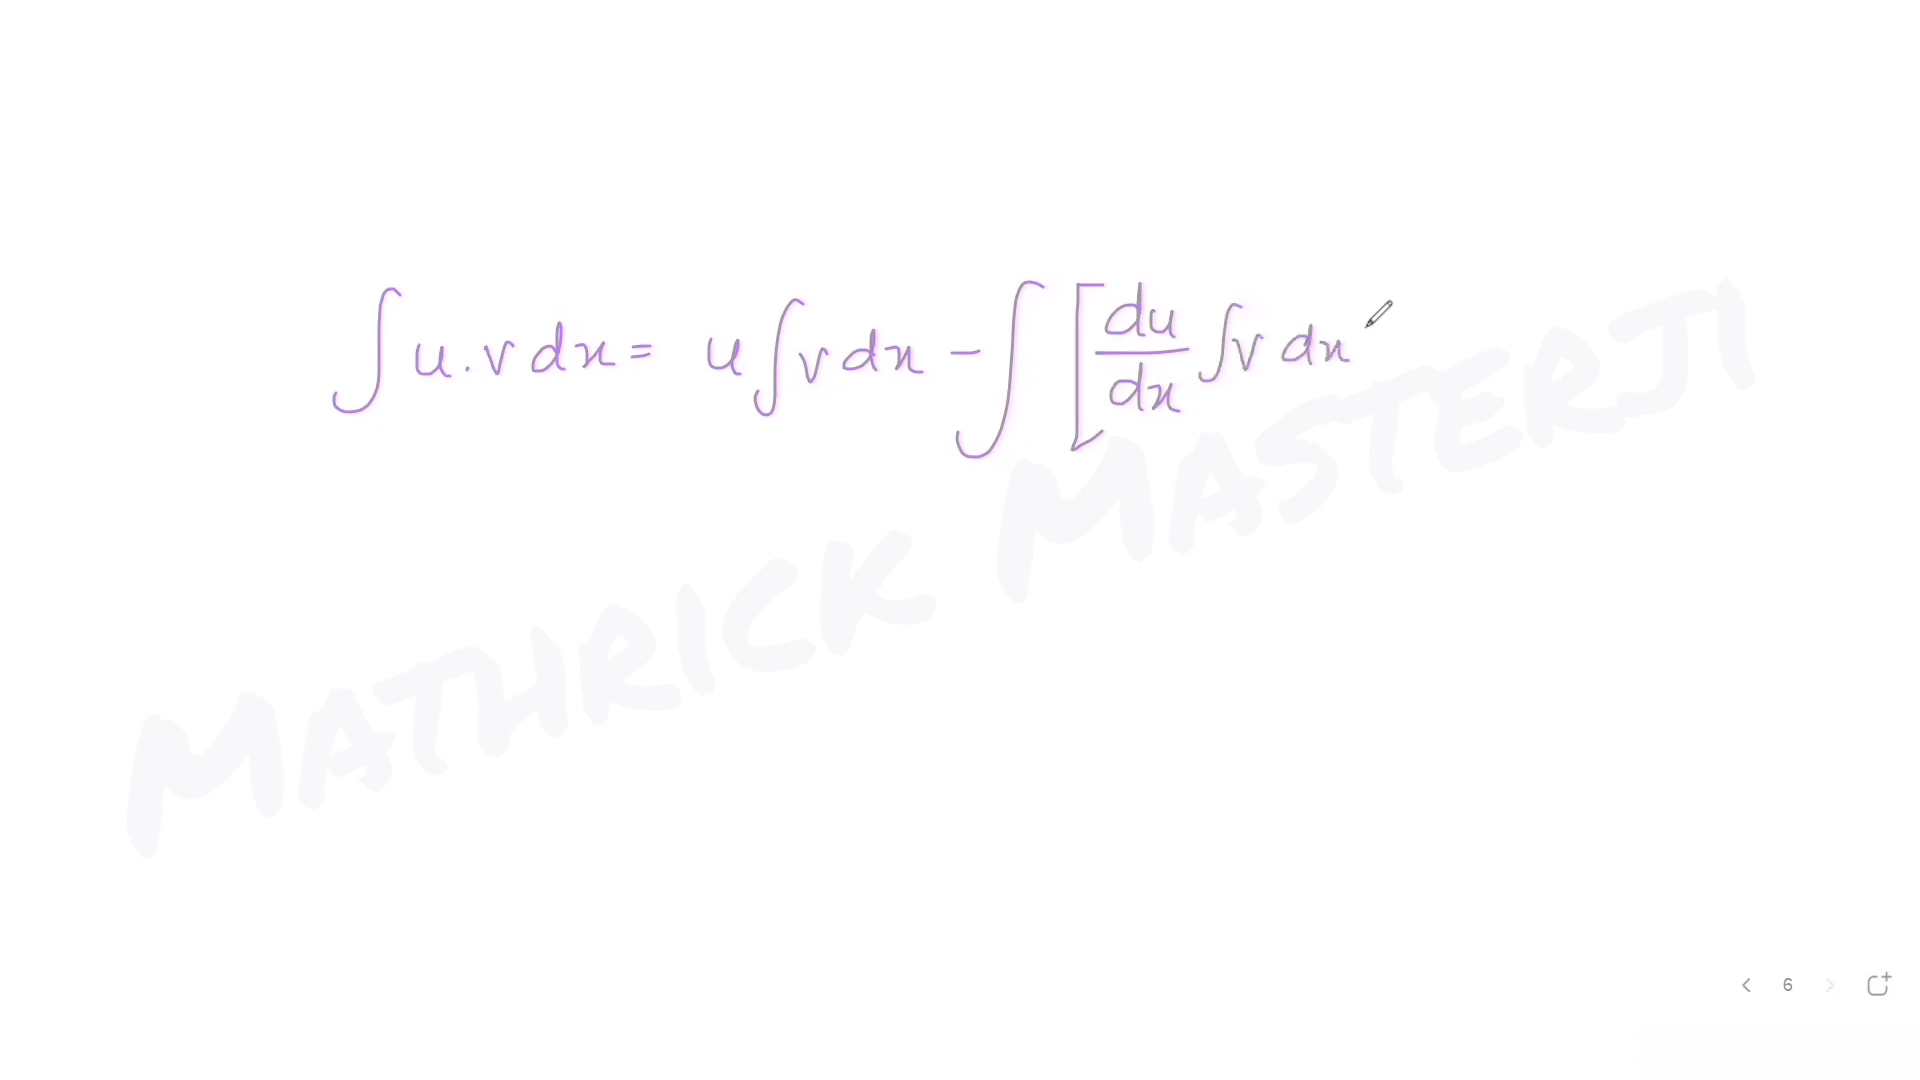 ∫ u.v dx = u ∫ v dx − ∫ [ du/dx ∫ v dx
MATHRICK MASTERJI
6